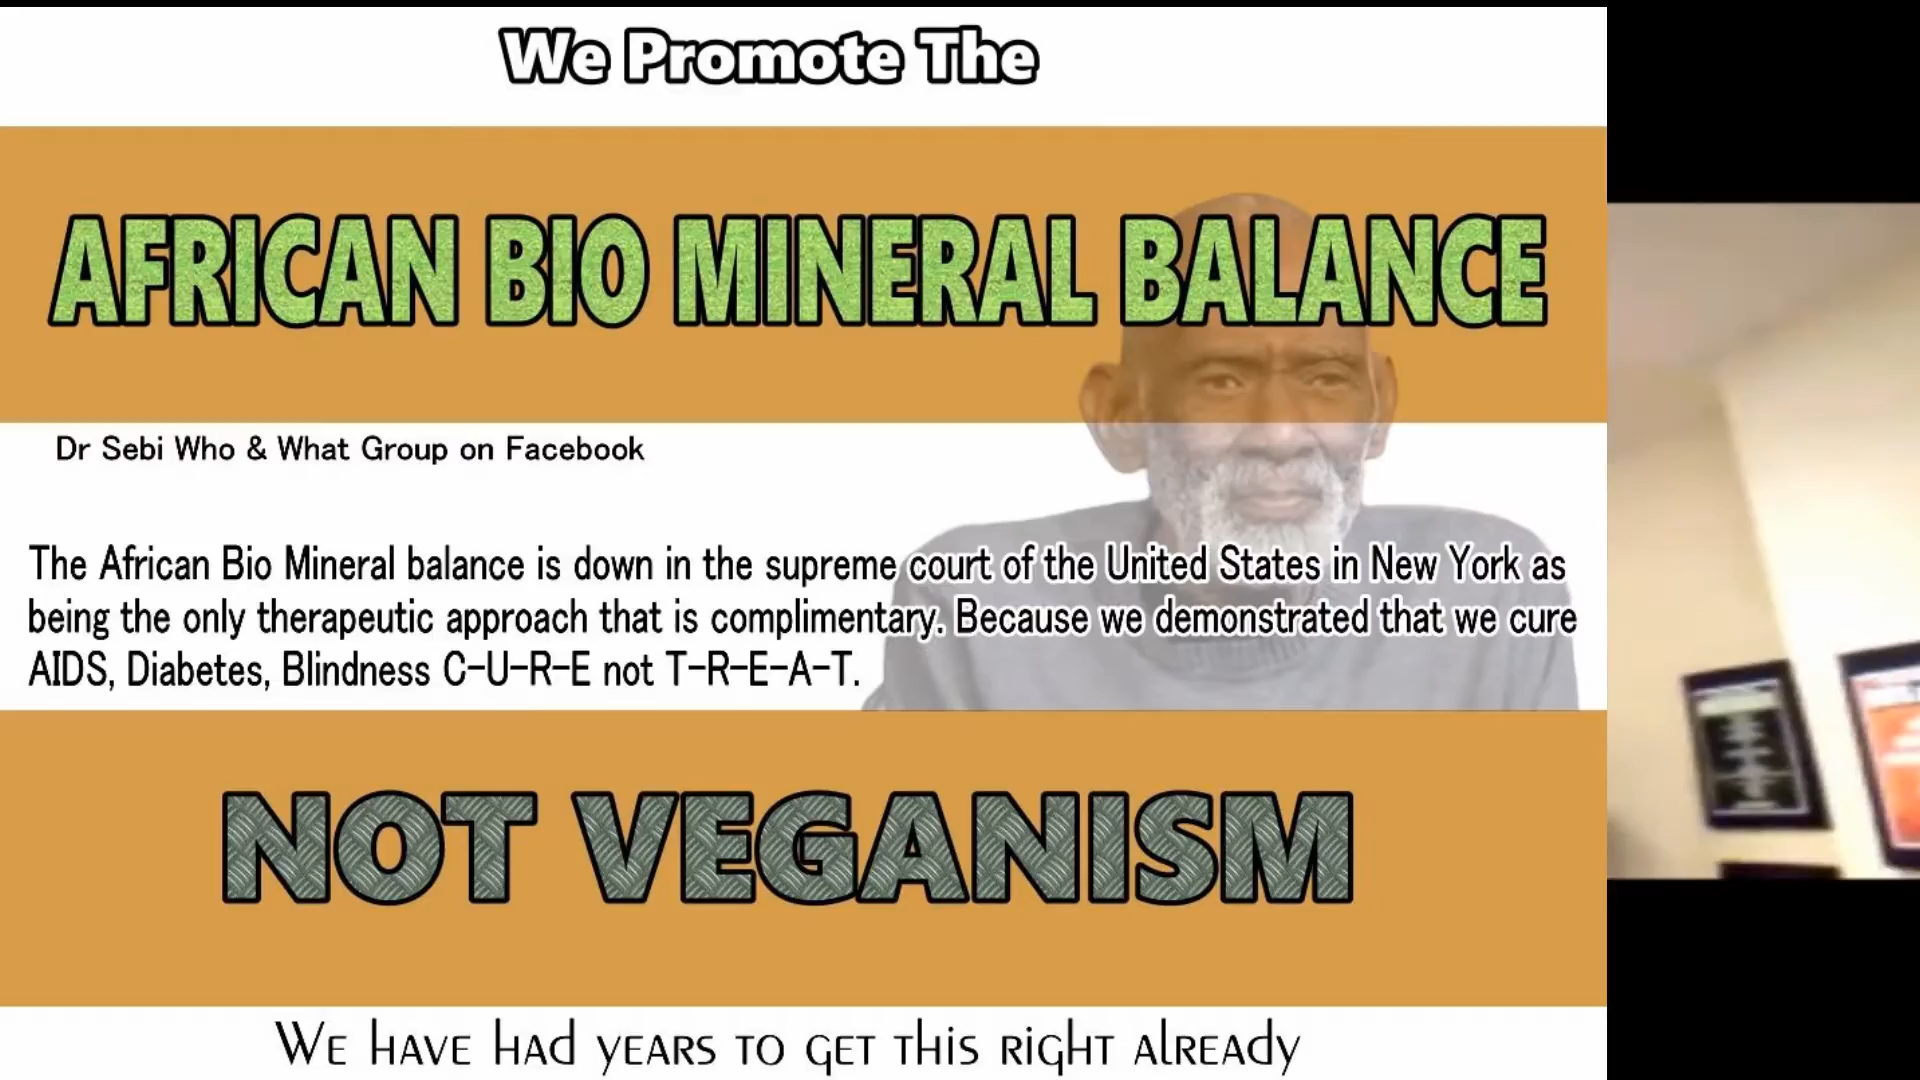 We Promote The
AFRICAN BIO MINERAL BALANCE
Dr Sebi Who & What Group on Facebook
The African Bio Mineral balance is down in the supreme court of the United States in New York as
being the only therapeutic approach that is complimentary. Because we demonstrated that we cure
AIDS, Diabetes, Blindness C-U-R-E not T-R-E-A-T.
NOT VEGANISM
WE HAVE HAD YEARS TO GET THIS RIGHT ALREADY